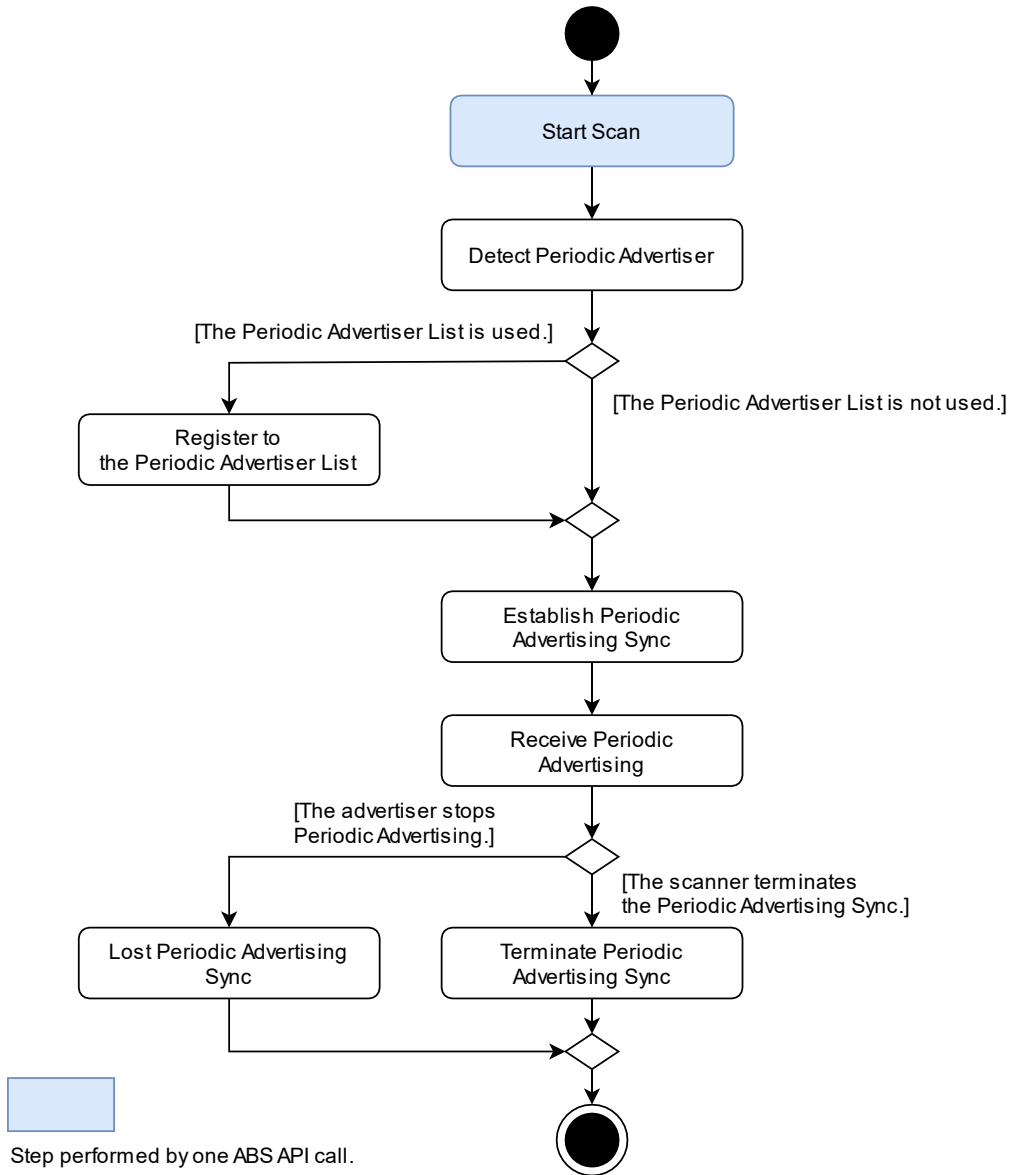 Start Scan
Detect Periodic Advertiser
[The Periodic Advertiser List is used.]
[The Periodic Advertiser List is not used.]
Register to
the Periodic Advertiser List
Establish Periodic
Advertising Sync
Receive Periodic
Advertising
[The advertiser stops
Periodic Advertising.]
[The scanner terminates
the Periodic Advertising Sync.]
Lost Periodic Advertising
Sync
Terminate Periodic
Advertising Sync
Step performed by one ABS API call.